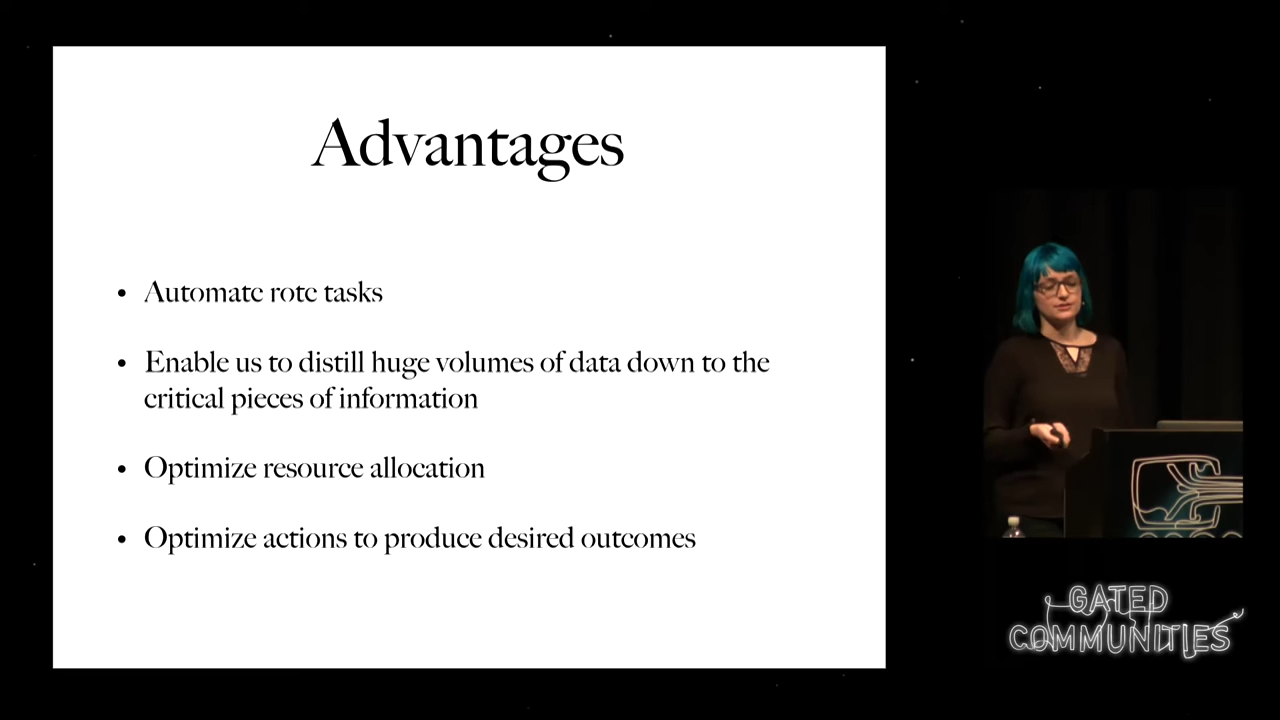 Advantages
• Automate rote tasks
• Enable us to distill huge volumes of data down to the
critical pieces of information
• Optimize resource allocation
• Optimize actions to produce desired outcomes
GATED
COMMUNITIES